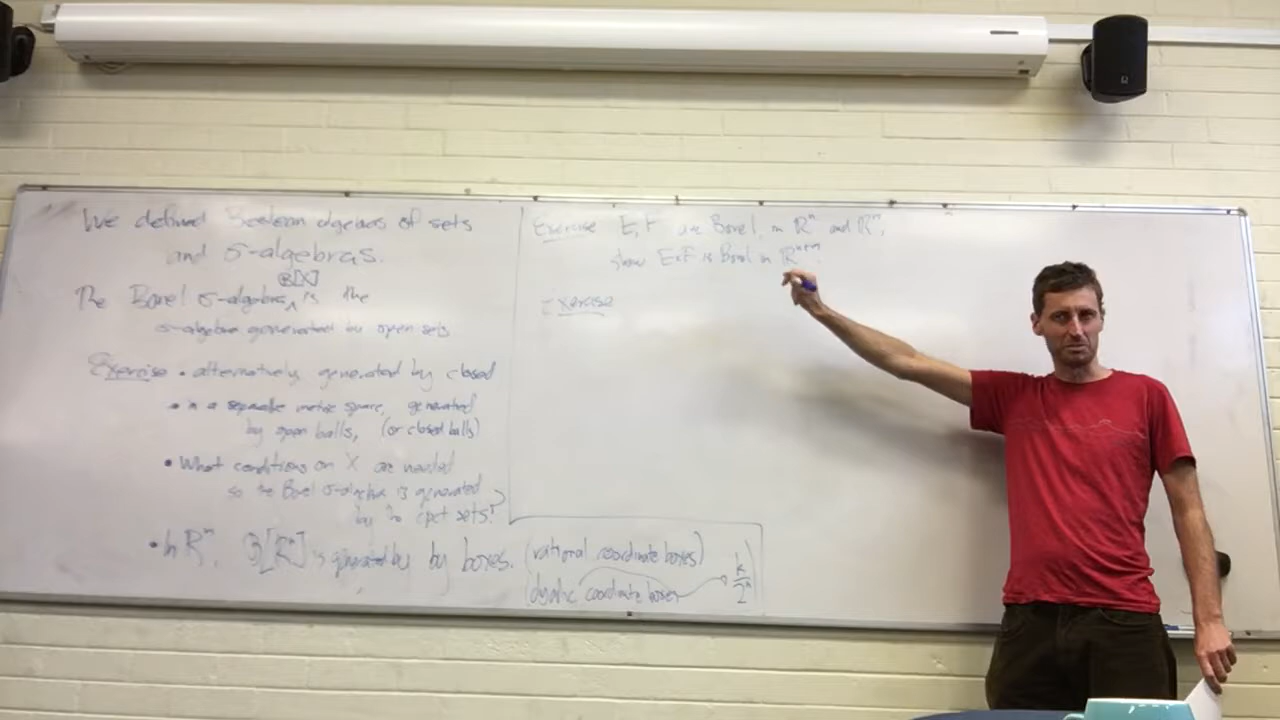 We defined Boolean algebras of sets
and σ-algebras.
B[X]
The Borel σ-algebra ∧ is the
σ-algebra generated by open sets
Exercise • alternatively generated by closed
• in a separable metric space, generated
by open balls, (or closed balls)
• What conditions on X are needed
so the Borel σ-algebra is generated
by cpct sets?
• In Rⁿ, B[Rⁿ] is generated by by boxes. (rational coordinate boxes)
(dyadic coordinate boxes k/2ⁿ)
Exercise E, F are Borel in Rⁿ and Rᵐ,
show E×F is Borel in Rⁿ⁺ᵐ.
Exercise